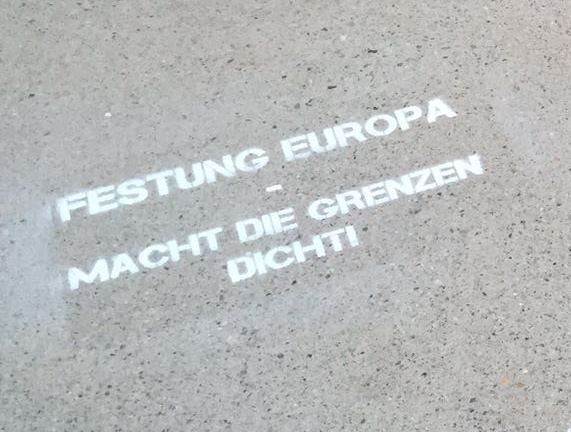 FESTUNG EUROPA
-
MACHT DIE GRENZEN
DICHT!